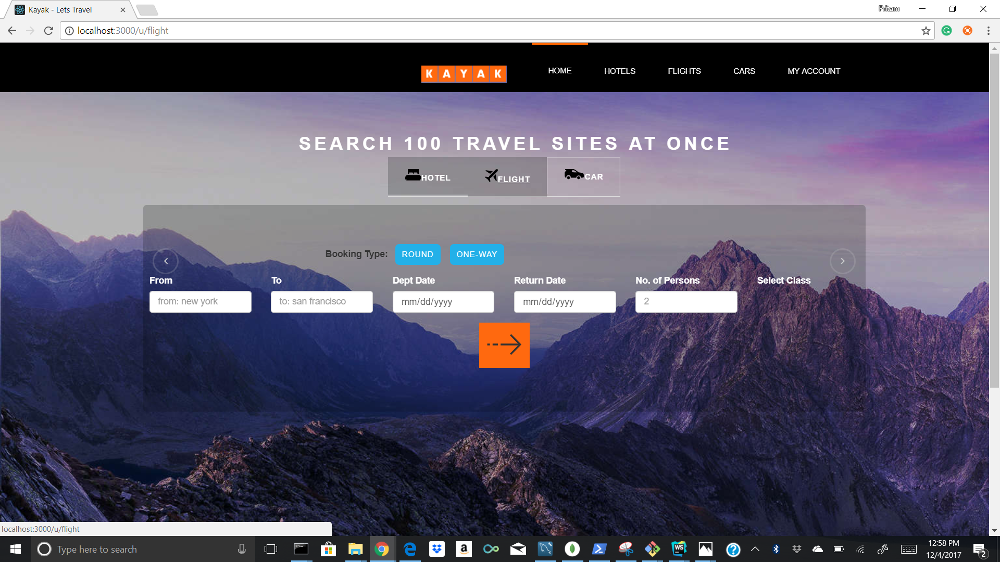 Kayak - Lets Travel
Pritam
localhost:3000/u/flight
KAYAK
HOME
HOTELS
FLIGHTS
CARS
MY ACCOUNT
SEARCH 100 TRAVEL SITES AT ONCE
HOTEL
FLIGHT
CAR
Booking Type:
ROUND
ONE-WAY
From
To
Dept Date
Return Date
No. of Persons
Select Class
from: new york
to: san francisco
mm/dd/yyyy
mm/dd/yyyy
2
localhost:3000/u/flight
Type here to search
WS
12:58 PM
12/4/2017
2